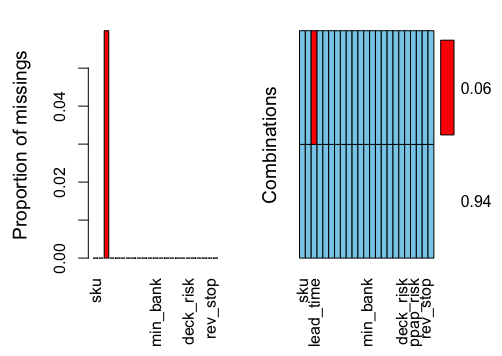 Proportion of missings
0.00
0.02
0.04
sku
min_bank
deck_risk
rev_stop
Combinations
sku
lead_time
min_bank
deck_risk
ppap_risk
rev_stop
0.06
0.94